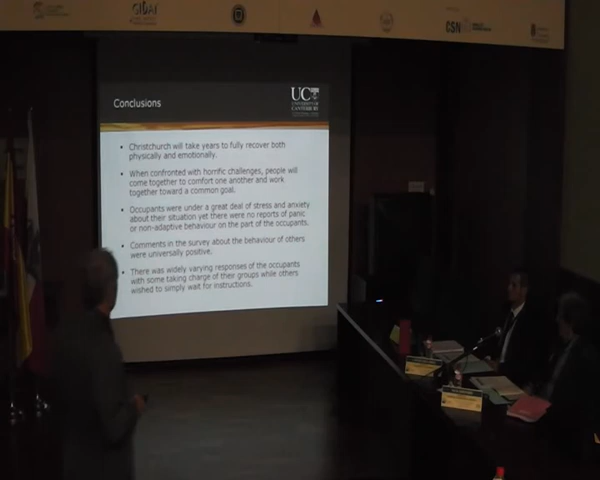 GIDAI
CSN
Conclusions
UC
UNIVERSITY OF
CANTERBURY
• Christchurch will take years to fully recover both
physically and emotionally.
• When confronted with horrific challenges, people will
come together to comfort one another and work
together toward a common goal.
• Occupants were under a great deal of stress and anxiety
about their situation yet there were no reports of panic
or non-adaptive behaviour on the part of the occupants.
• Comments in the survey about the behaviour of others
were universally positive.
• There was widely varying responses of the occupants
with some taking charge of their groups while others
wished to simply wait for instructions.